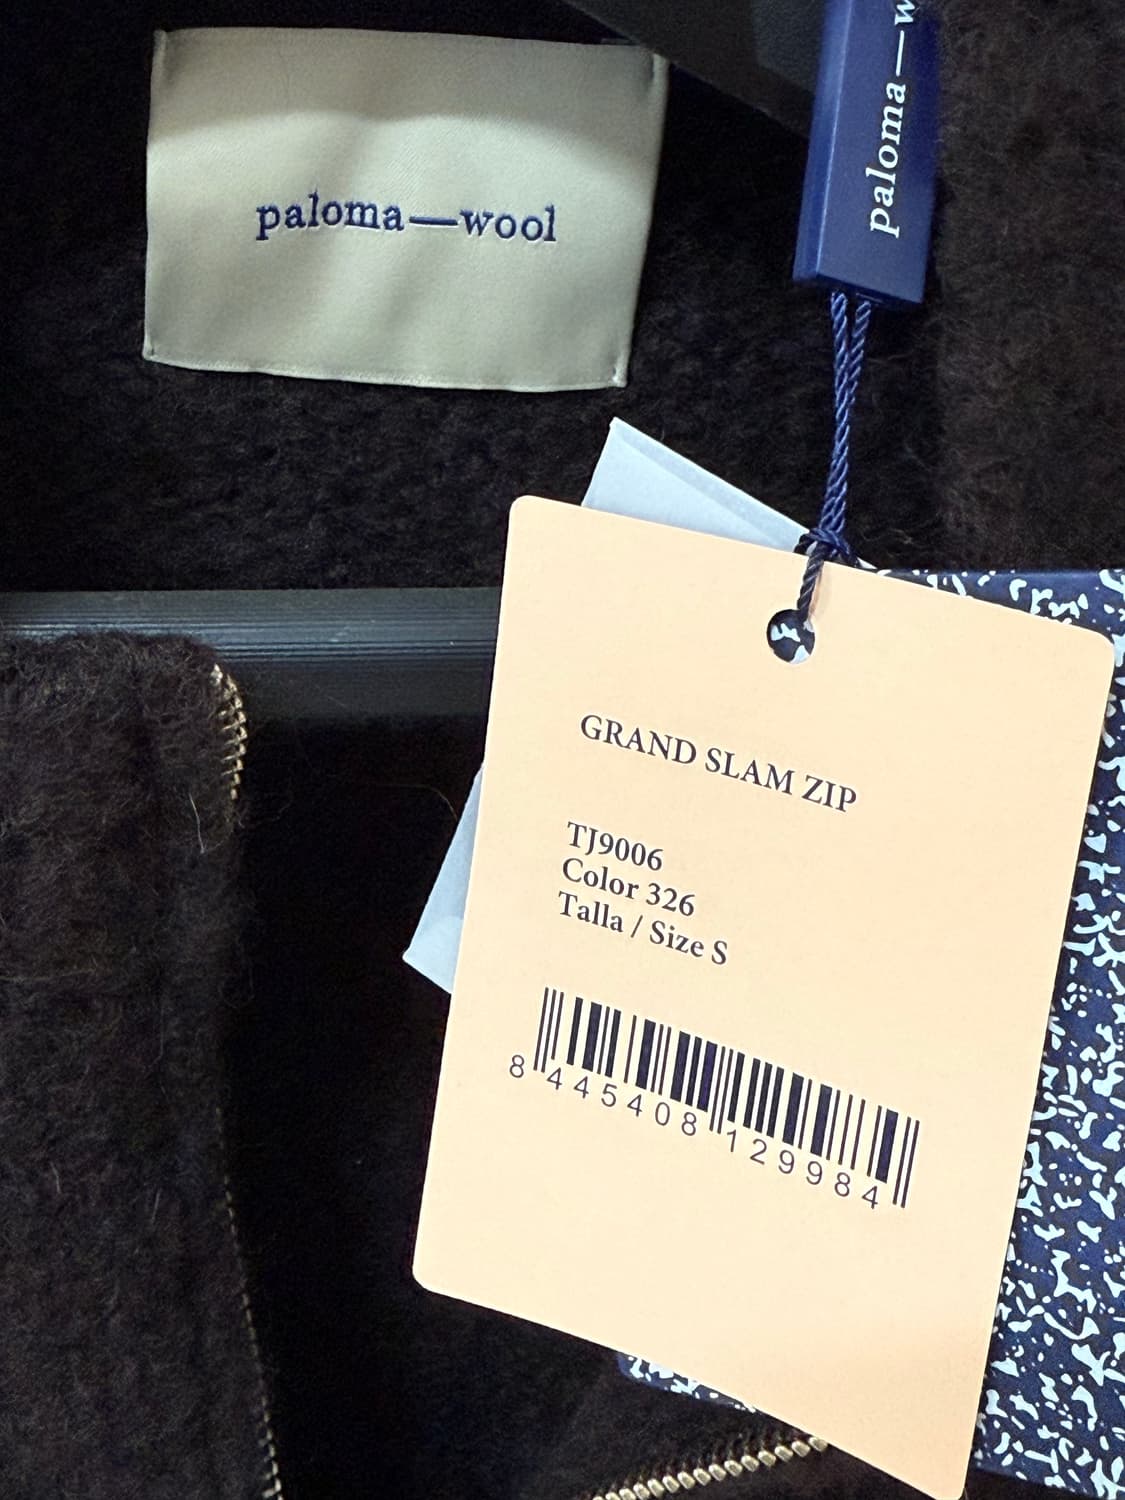 paloma—wool
paloma—w
GRAND SLAM ZIP
TJ9006
Color 326
Talla / Size S
8 445408 129984